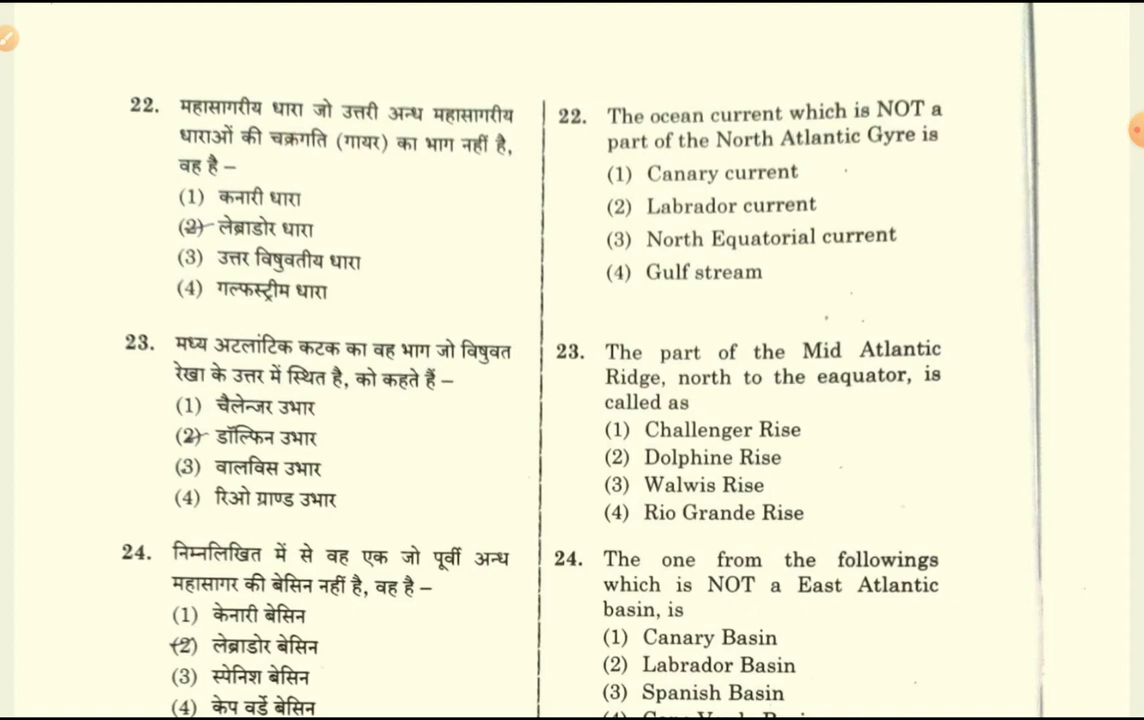 22. महासागरीय धारा जो उत्तरी अन्ध महासागरीय
धाराओं की चक्रगति (गायर) का भाग नहीं है,
वह है –
(1) कनारी धारा
(2) लेब्राडोर धारा
(3) उत्तर विषुवतीय धारा
(4) गल्फस्ट्रीम धारा
23. मध्य अटलांटिक कटक का वह भाग जो विषुवत
रेखा के उत्तर में स्थित है, को कहते हैं –
(1) चैलेन्जर उभार
(2) डॉल्फिन उभार
(3) वालविस उभार
(4) रिओ ग्राण्ड उभार
24. निम्नलिखित में से वह एक जो पूर्वी अन्ध
महासागर की बेसिन नहीं है, वह है –
(1) केनारी बेसिन
(2) लेब्राडोर बेसिन
(3) स्पेनिश बेसिन
(4) केप वर्डे बेसिन
22. The ocean current which is NOT a
part of the North Atlantic Gyre is
(1) Canary current
(2) Labrador current
(3) North Equatorial current
(4) Gulf stream
23. The part of the Mid Atlantic
Ridge, north to the eaquator, is
called as
(1) Challenger Rise
(2) Dolphine Rise
(3) Walwis Rise
(4) Rio Grande Rise
24. The one from the followings
which is NOT a East Atlantic
basin, is
(1) Canary Basin
(2) Labrador Basin
(3) Spanish Basin